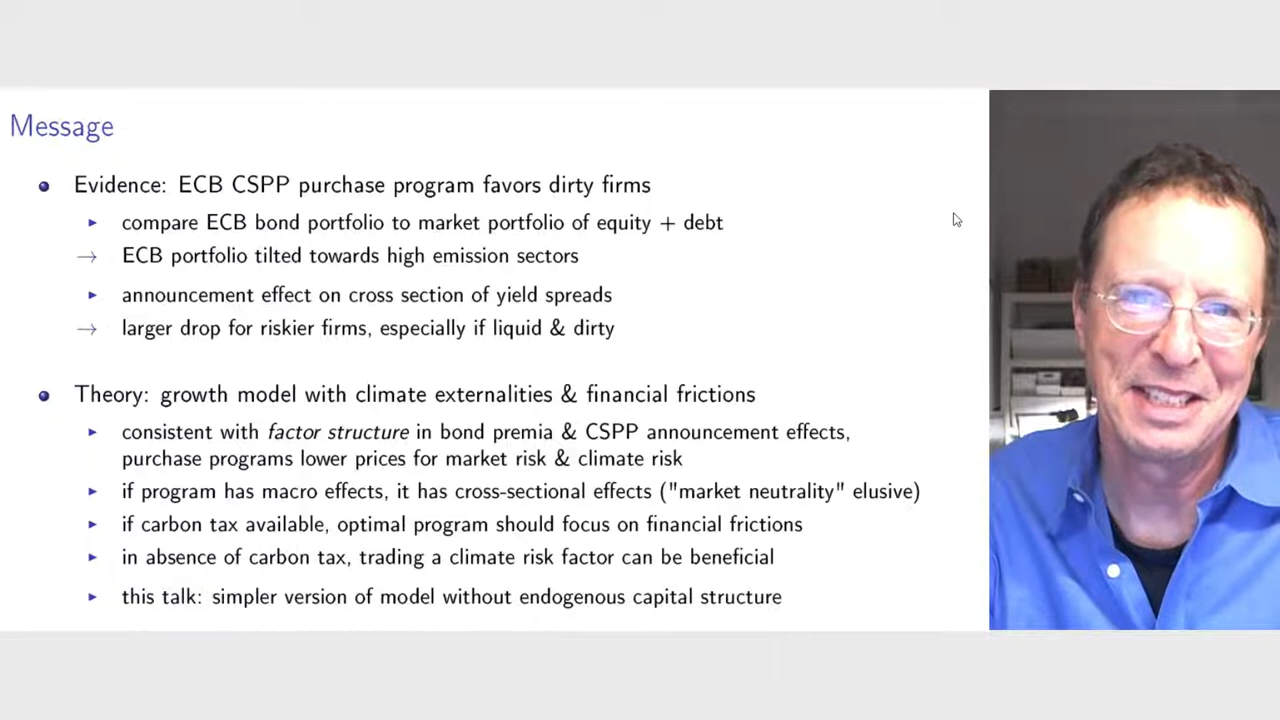 Message
Evidence: ECB CSPP purchase program favors dirty firms
compare ECB bond portfolio to market portfolio of equity + debt
→ ECB portfolio tilted towards high emission sectors
announcement effect on cross section of yield spreads
→ larger drop for riskier firms, especially if liquid & dirty
Theory: growth model with climate externalities & financial frictions
consistent with factor structure in bond premia & CSPP announcement effects,
purchase programs lower prices for market risk & climate risk
if program has macro effects, it has cross-sectional effects ("market neutrality" elusive)
if carbon tax available, optimal program should focus on financial frictions
in absence of carbon tax, trading a climate risk factor can be beneficial
this talk: simpler version of model without endogenous capital structure